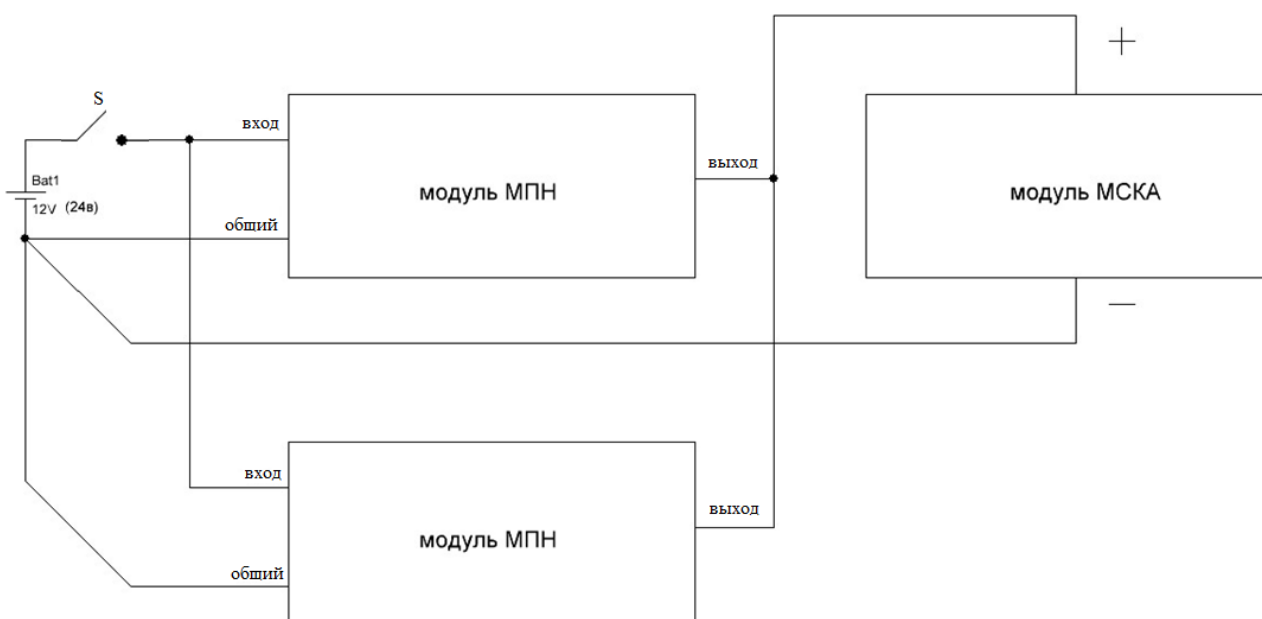 +
S
вход
выход
Bat1
12V (24в)
модуль МПН
модуль МСКА
общий
—
вход
выход
модуль МПН
общий